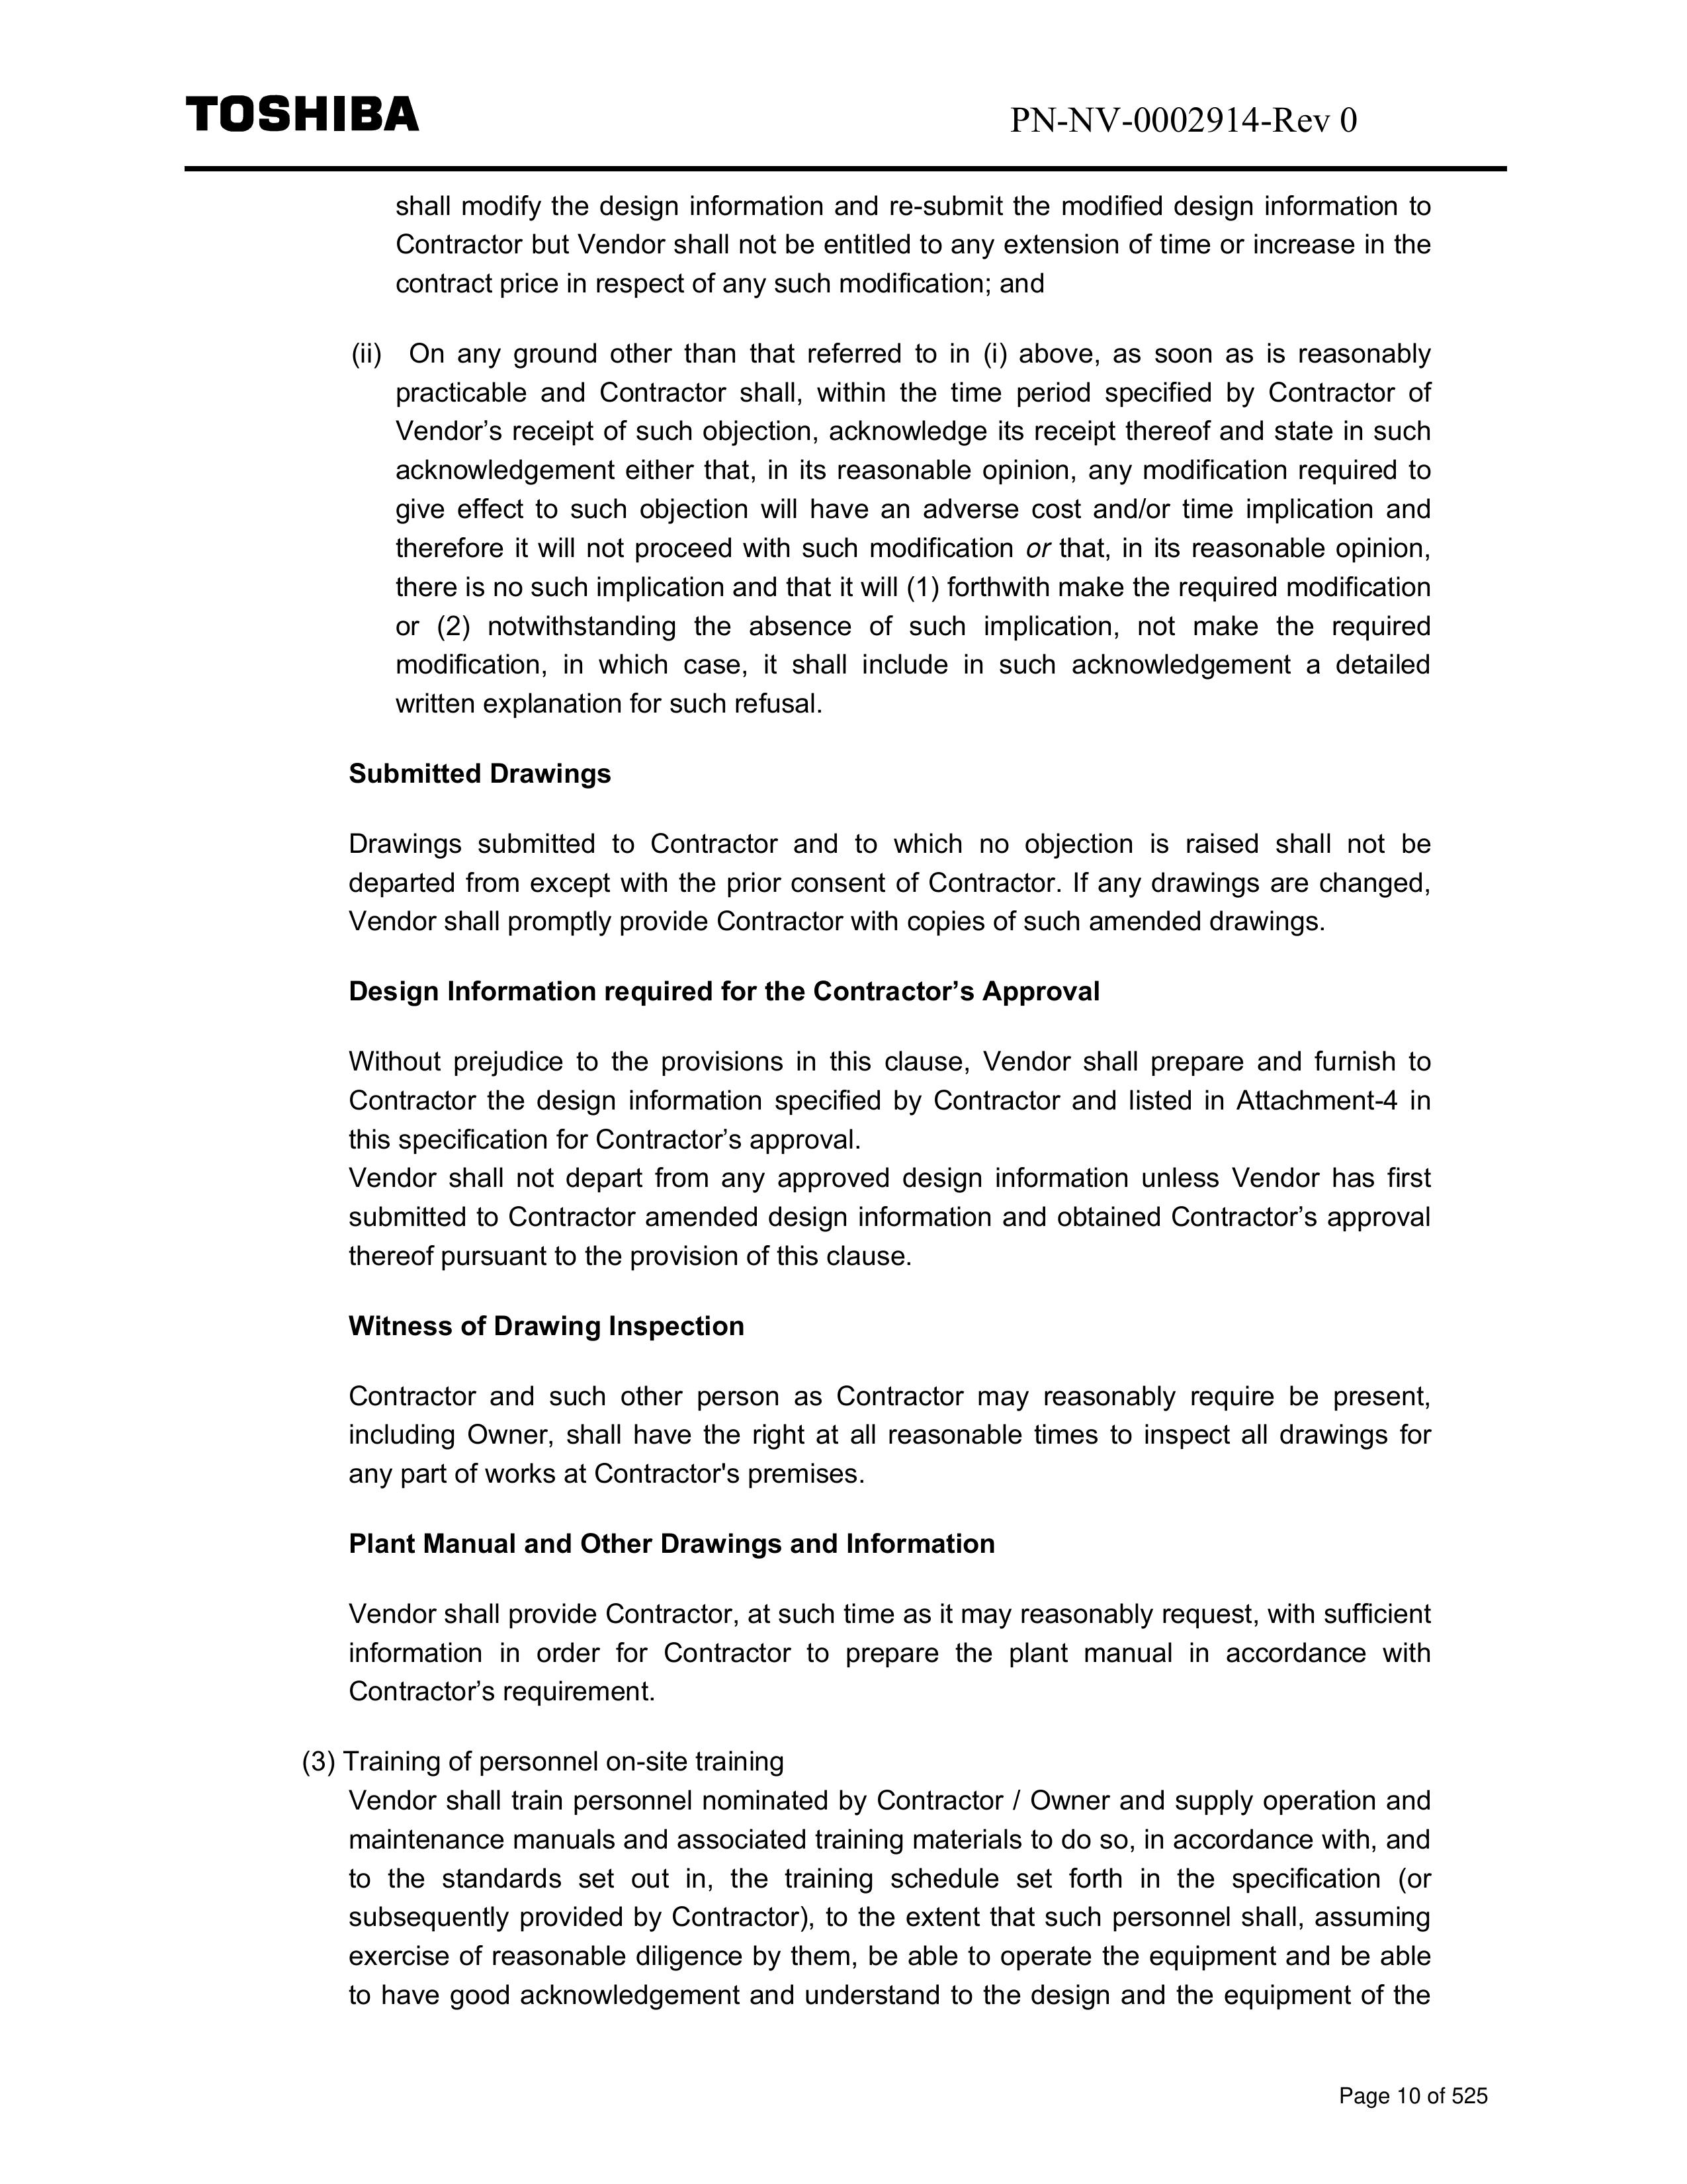 TOSHIBA
PN-NV-0002914-Rev 0
shall modify the design information and re-submit the modified design information to
Contractor but Vendor shall not be entitled to any extension of time or increase in the
contract price in respect of any such modification; and
(ii) On any ground other than that referred to in (i) above, as soon as is reasonably
practicable and Contractor shall, within the time period specified by Contractor of
Vendor’s receipt of such objection, acknowledge its receipt thereof and state in such
acknowledgement either that, in its reasonable opinion, any modification required to
give effect to such objection will have an adverse cost and/or time implication and
therefore it will not proceed with such modification or that, in its reasonable opinion,
there is no such implication and that it will (1) forthwith make the required modification
or (2) notwithstanding the absence of such implication, not make the required
modification, in which case, it shall include in such acknowledgement a detailed
written explanation for such refusal.
Submitted Drawings
Drawings submitted to Contractor and to which no objection is raised shall not be
departed from except with the prior consent of Contractor. If any drawings are changed,
Vendor shall promptly provide Contractor with copies of such amended drawings.
Design Information required for the Contractor’s Approval
Without prejudice to the provisions in this clause, Vendor shall prepare and furnish to
Contractor the design information specified by Contractor and listed in Attachment-4 in
this specification for Contractor’s approval.
Vendor shall not depart from any approved design information unless Vendor has first
submitted to Contractor amended design information and obtained Contractor’s approval
thereof pursuant to the provision of this clause.
Witness of Drawing Inspection
Contractor and such other person as Contractor may reasonably require be present,
including Owner, shall have the right at all reasonable times to inspect all drawings for
any part of works at Contractor's premises.
Plant Manual and Other Drawings and Information
Vendor shall provide Contractor, at such time as it may reasonably request, with sufficient
information in order for Contractor to prepare the plant manual in accordance with
Contractor’s requirement.
(3) Training of personnel on-site training
Vendor shall train personnel nominated by Contractor / Owner and supply operation and
maintenance manuals and associated training materials to do so, in accordance with, and
to the standards set out in, the training schedule set forth in the specification (or
subsequently provided by Contractor), to the extent that such personnel shall, assuming
exercise of reasonable diligence by them, be able to operate the equipment and be able
to have good acknowledgement and understand to the design and the equipment of the
Page 10 of 525